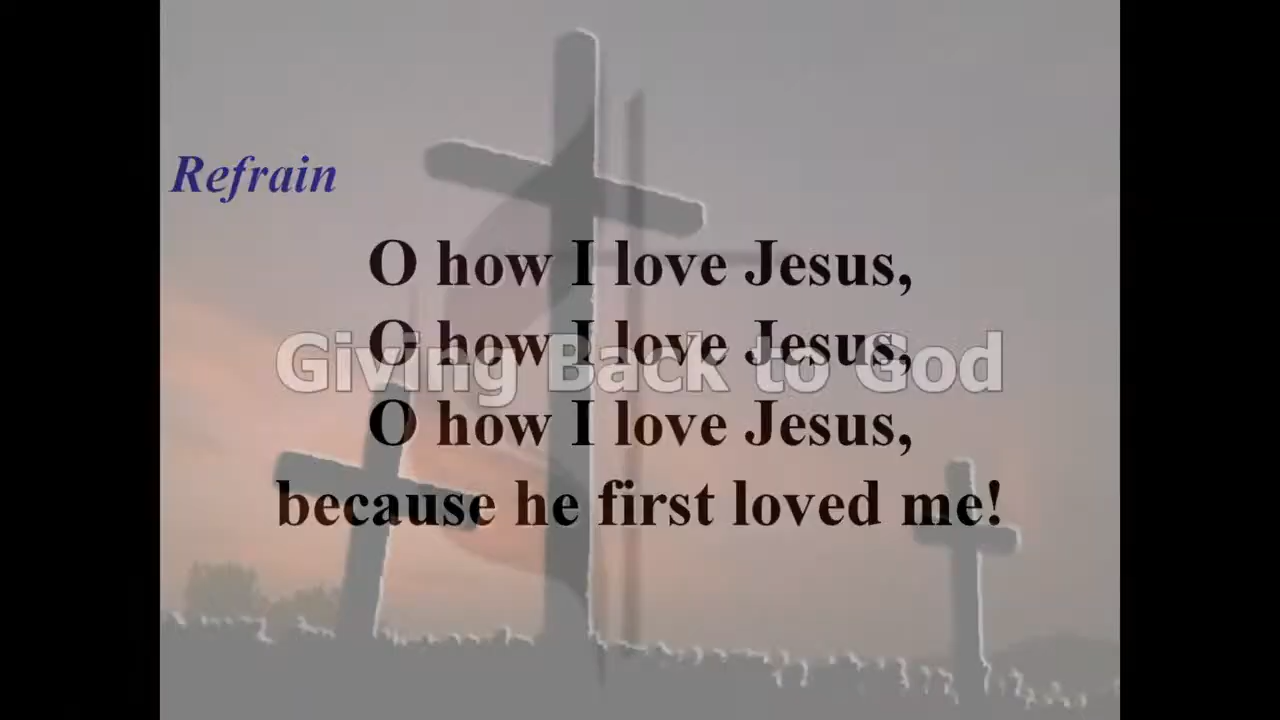 Refrain
O how I love Jesus,
O how I love Jesus,
Giving Back to God
O how I love Jesus,
because he first loved me!